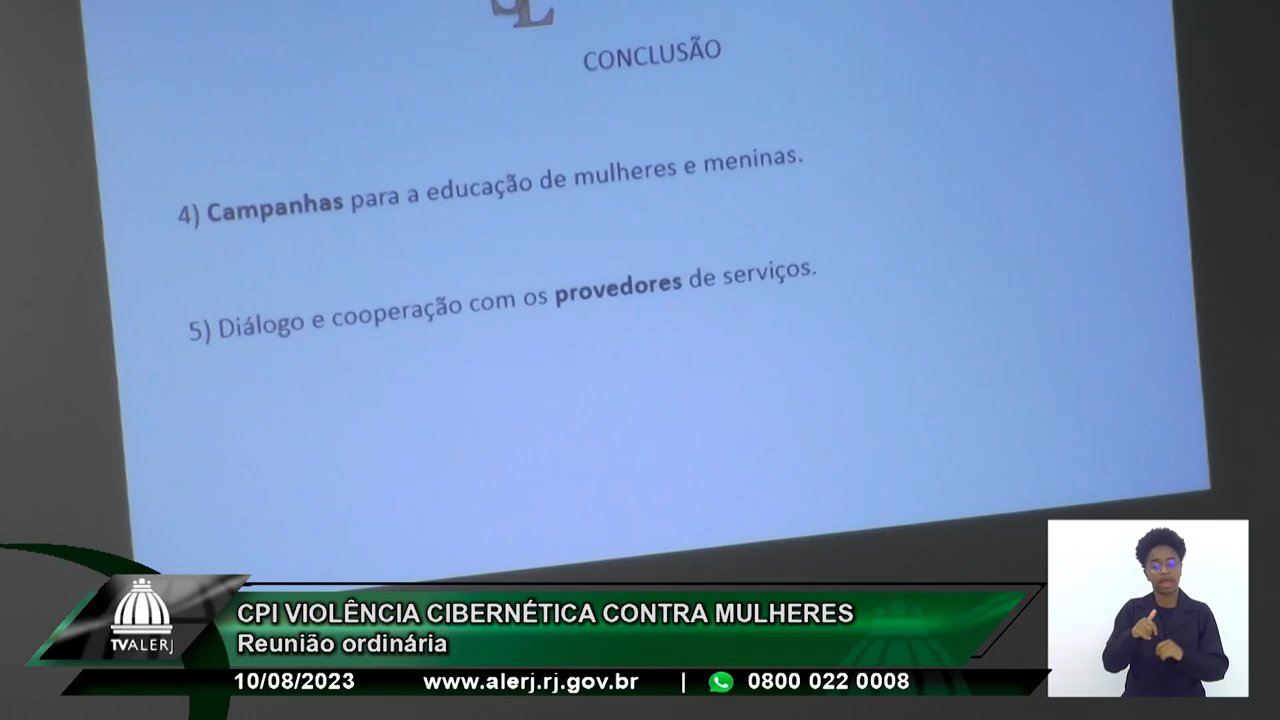 CONCLUSÃO
4) Campanhas para a educação de mulheres e meninas.
5) Diálogo e cooperação com os provedores de serviços.
CPI VIOLÊNCIA CIBERNÉTICA CONTRA MULHERES
Reunião ordinária
TVALERJ
10/08/2023 www.alerj.rj.gov.br | 0800 022 0008